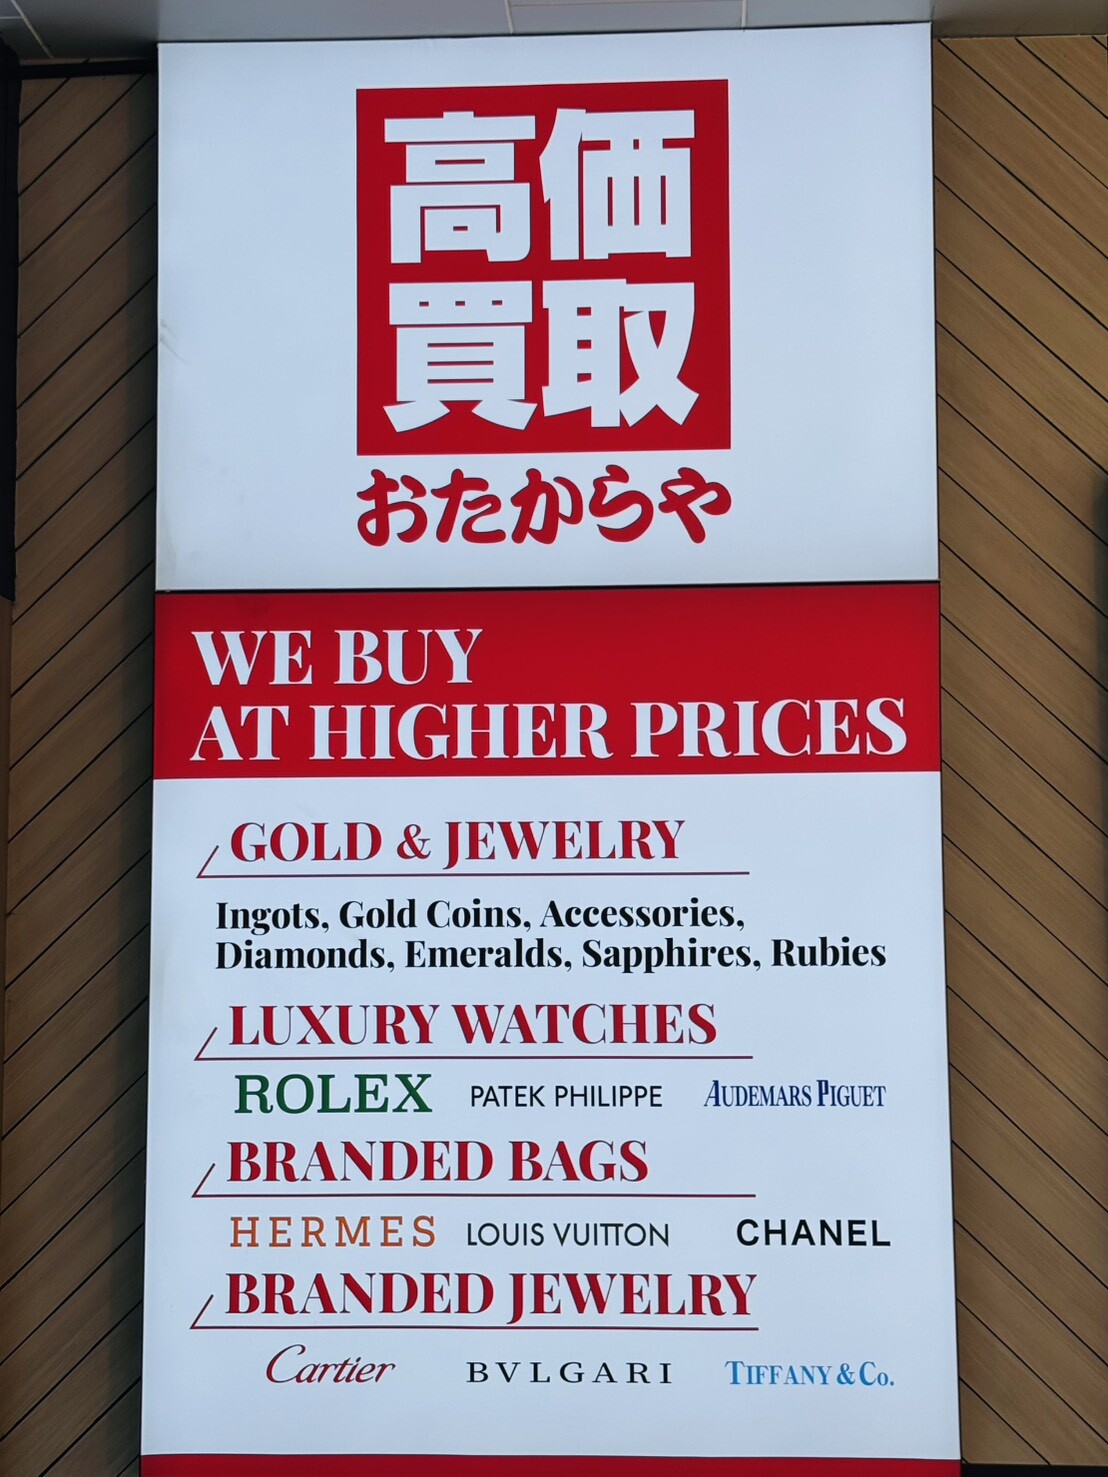 高価
買取
おたからや
WE BUY
AT HIGHER PRICES
GOLD & JEWELRY
Ingots, Gold Coins, Accessories,
Diamonds, Emeralds, Sapphires, Rubies
LUXURY WATCHES
ROLEX PATEK PHILIPPE AUDEMARS PIGUET
BRANDED BAGS
HERMES LOUIS VUITTON CHANEL
BRANDED JEWELRY
Cartier BVLGARI TIFFANY & CO.